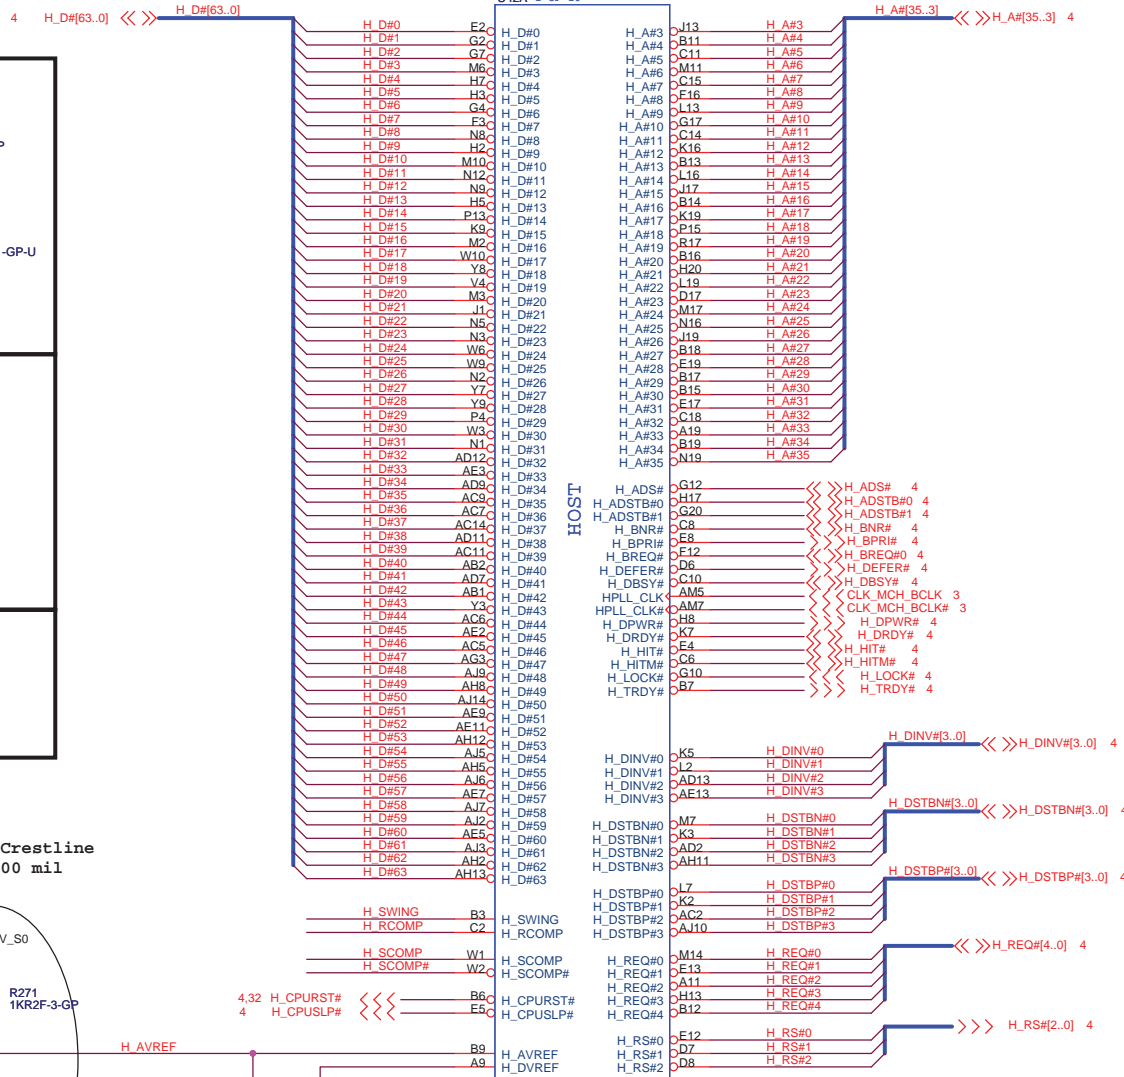 4 H_D#[63..0] H_A#[35..3] H_A#[35..3] 4
H_D#0 E2 H_D#0 H_A#3 J13 H_A#3
H_D#1 G2 H_D#1 H_A#4 B11 H_A#4
H_D#2 G7 H_D#2 H_A#5 C11 H_A#5
H_D#3 M6 H_D#3 H_A#6 M11 H_A#6
H_D#4 H7 H_D#4 H_A#7 C15 H_A#7
H_D#5 H3 H_D#5 H_A#8 F16 H_A#8
H_D#6 G4 H_D#6 H_A#9 L13 H_A#9
H_D#7 F3 H_D#7 H_A#10 G17 H_A#10
H_D#8 N8 H_D#8 H_A#11 C14 H_A#11
H_D#9 H2 H_D#9 H_A#12 K16 H_A#12
H_D#10 M10 H_D#10 H_A#13 B13 H_A#13
H_D#11 N12 H_D#11 H_A#14 L16 H_A#14
H_D#12 N9 H_D#12 H_A#15 J17 H_A#15
H_D#13 H5 H_D#13 H_A#16 B14 H_A#16
H_D#14 P13 H_D#14 H_A#17 K19 H_A#17
H_D#15 K9 H_D#15 H_A#18 P15 H_A#18
H_D#16 M2 H_D#16 H_A#19 R17 H_A#19
-GP-U
H_D#17 W10 H_D#17 H_A#20 B16 H_A#20
H_D#18 Y8 H_D#18 H_A#21 H20 H_A#21
H_D#19 V4 H_D#19 H_A#22 L19 H_A#22
H_D#20 M3 H_D#20 H_A#23 D17 H_A#23
H_D#21 J1 H_D#21 H_A#24 M17 H_A#24
H_D#22 N5 H_D#22 H_A#25 N16 H_A#25
H_D#23 N3 H_D#23 H_A#26 J19 H_A#26
H_D#24 W6 H_D#24 H_A#27 B18 H_A#27
H_D#25 W9 H_D#25 H_A#28 E19 H_A#28
H_D#26 N2 H_D#26 H_A#29 B17 H_A#29
H_D#27 Y7 H_D#27 H_A#30 B15 H_A#30
H_D#28 Y9 H_D#28 H_A#31 E17 H_A#31
H_D#29 P4 H_D#29 H_A#32 C18 H_A#32
H_D#30 W3 H_D#30 H_A#33 A19 H_A#33
H_D#31 N1 H_D#31 H_A#34 B19 H_A#34
H_D#32 AD12 H_D#32 H_A#35 N19 H_A#35
H_D#33 AE3 H_D#33
H_D#34 AD9 H_D#34 H_ADS# G12 H_ADS# 4
H_D#35 AC9 H_D#35 H_ADSTB#0 H17 H_ADSTB#0 4
H_D#36 AC7 H_D#36 H_ADSTB#1 G20 H_ADSTB#1 4
HOST
H_D#37 AC14 H_D#37 H_BNR# C8 H_BNR# 4
H_D#38 AD11 H_D#38 H_BPRI# E8 H_BPRI# 4
H_D#39 AC11 H_D#39 H_BREQ# F12 H_BREQ#0 4
H_D#40 AB2 H_D#40 H_DEFER# D6 H_DEFER# 4
H_D#41 AD7 H_D#41 H_DBSY# C10 H_DBSY# 4
H_D#42 AB1 H_D#42 HPLL_CLK AM5 CLK_MCH_BCLK 3
H_D#43 Y3 H_D#43 HPLL_CLK# AM7 CLK_MCH_BCLK# 3
H_D#44 AC6 H_D#44 H_DPWR# H8 H_DPWR# 4
H_D#45 AE2 H_D#45 H_DRDY# K7 H_DRDY# 4
H_D#46 AC5 H_D#46 H_HIT# E4 H_HIT# 4
H_D#47 AG3 H_D#47 H_HITM# C6 H_HITM# 4
H_D#48 AJ9 H_D#48 H_LOCK# G10 H_LOCK# 4
H_D#49 AH8 H_D#49 H_TRDY# B7 H_TRDY# 4
H_D#50 AJ14 H_D#50
H_D#51 AE9 H_D#51
H_D#52 AE11 H_D#52
H_D#53 AH12 H_D#53 H_DINV#[3..0] H_DINV#[3..0] 4
H_D#54 AJ5 H_D#54 H_DINV#0 K5 H_DINV#0
H_D#55 AH5 H_D#55 H_DINV#1 L2 H_DINV#1
H_D#56 AJ6 H_D#56 H_DINV#2 AD13 H_DINV#2
H_D#57 AE7 H_D#57 H_DINV#3 AE13 H_DINV#3
H_D#58 AJ7 H_D#58 H_DSTBN#[3..0] H_DSTBN#[3..0] 4
H_D#59 AJ2 H_D#59 H_DSTBN#0 M7 H_DSTBN#0
H_D#60 AE5 H_D#60 H_DSTBN#1 K3 H_DSTBN#1
Crestline
H_D#61 AJ3 H_D#61 H_DSTBN#2 AD2 H_DSTBN#2
00 mil
H_D#62 AH2 H_D#62 H_DSTBN#3 AH11 H_DSTBN#3
H_D#63 AH13 H_D#63 H_DSTBP#[3..0] H_DSTBP#[3..0] 4
H_DSTBP#0 L7 H_DSTBP#0
H_DSTBP#1 K2 H_DSTBP#1
H_SWING B3 H_SWING H_DSTBP#2 AC2 H_DSTBP#2
H_RCOMP C2 H_RCOMP H_DSTBP#3 AJ10 H_DSTBP#3
V_S0
H_REQ#[4..0] 4
H_SCOMP W1 H_SCOMP H_REQ#0 M14 H_REQ#0
H_SCOMP# W2 H_SCOMP# H_REQ#1 E13 H_REQ#1
H_REQ#2 A11 H_REQ#2
R271
1KR2F-3-GP
4,32 H_CPURST# B6 H_CPURST# H_REQ#3 H13 H_REQ#3
4 H_CPUSLP# E5 H_CPUSLP# H_REQ#4 B12 H_REQ#4
H_RS#[2..0] 4
H_RS#0 E12 H_RS#0
H_AVREF B9 H_AVREF H_RS#1 D7 H_RS#1
A9 H_DVREF H_RS#2 D8 H_RS#2